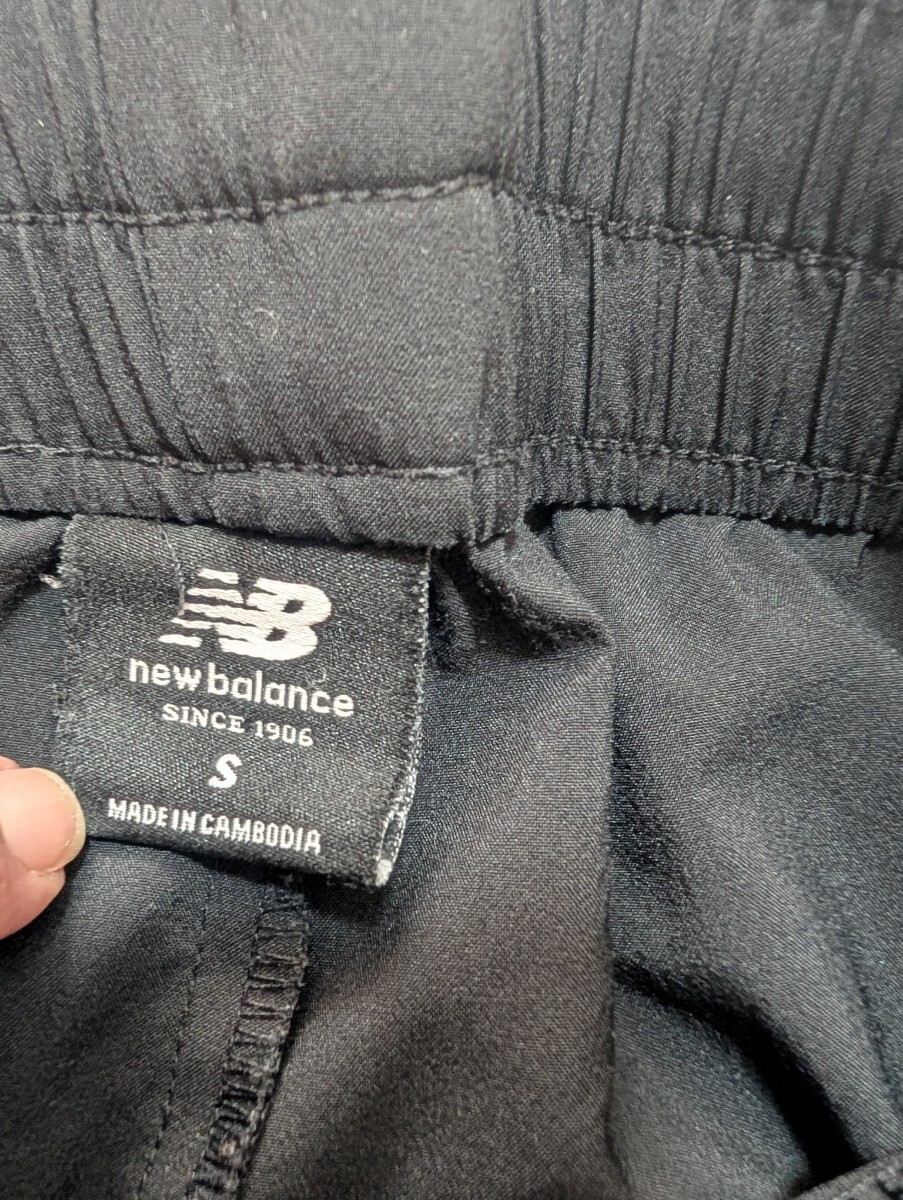 NB
new balance
SINCE 1906
S
MADE IN CAMBODIA